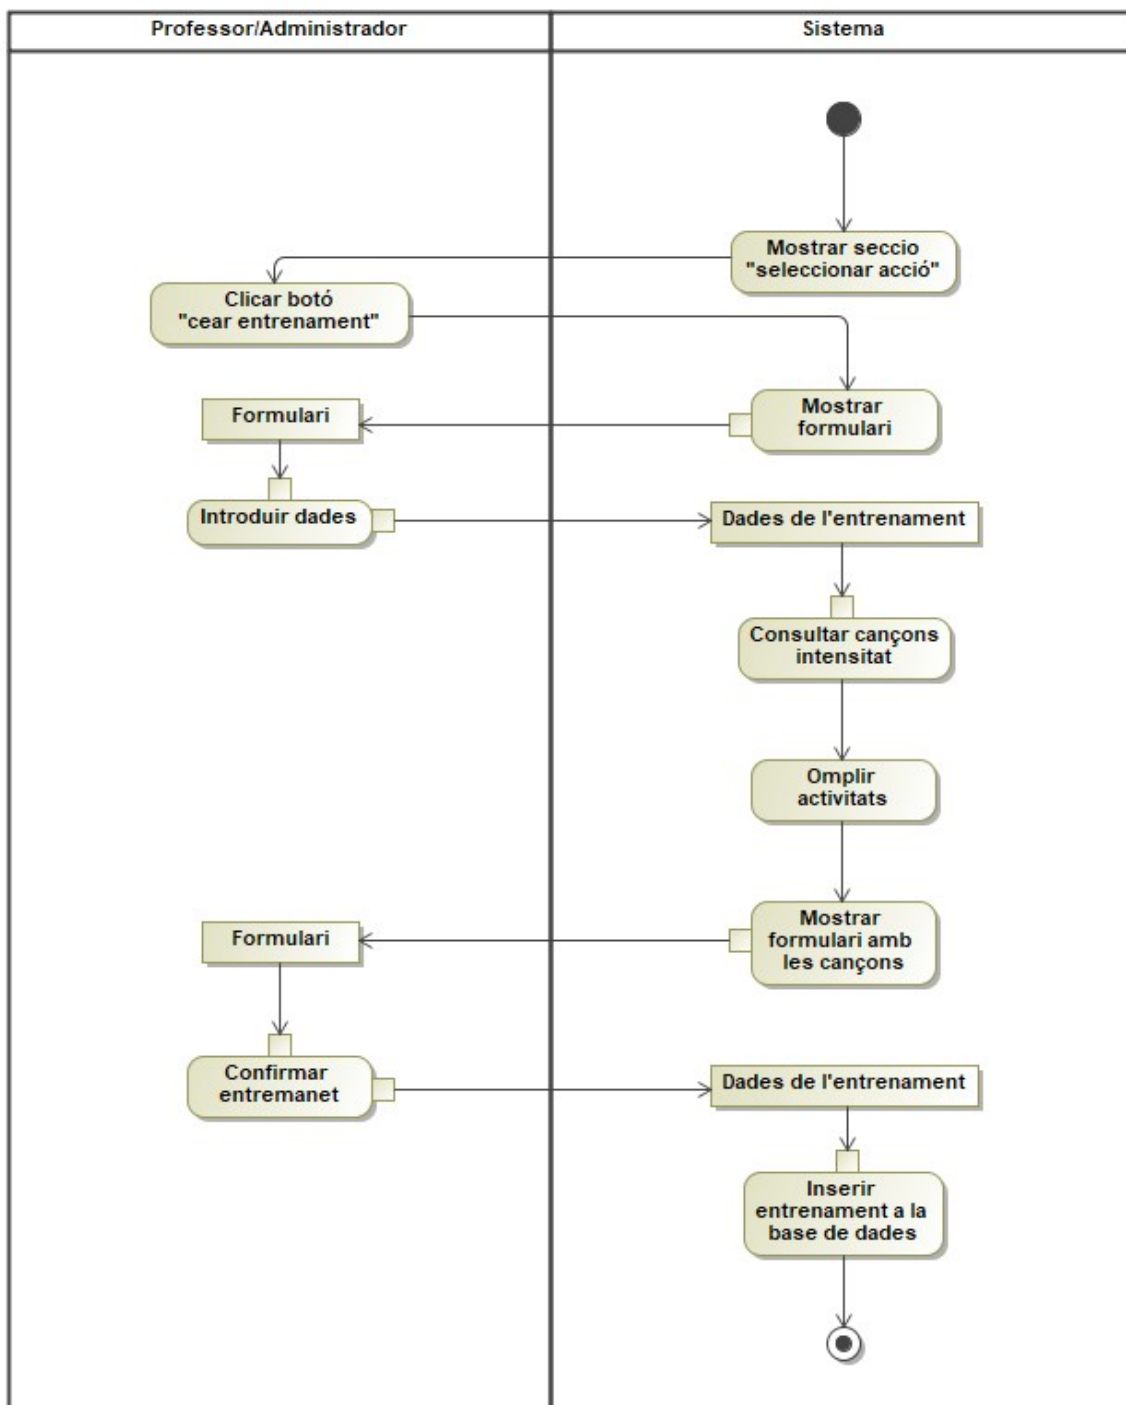 Professor/Administrador
Sistema
Mostrar seccio
"seleccionar acció"
Clicar botó
"cear entrenament"
Mostrar
formulari
Formulari
Introduir dades
Dades de l'entrenament
Consultar cançons
intensitat
Omplir
activitats
Mostrar
formulari amb
les cançons
Formulari
Confirmar
entremanet
Dades de l'entrenament
Inserir
entrenament a la
base de dades